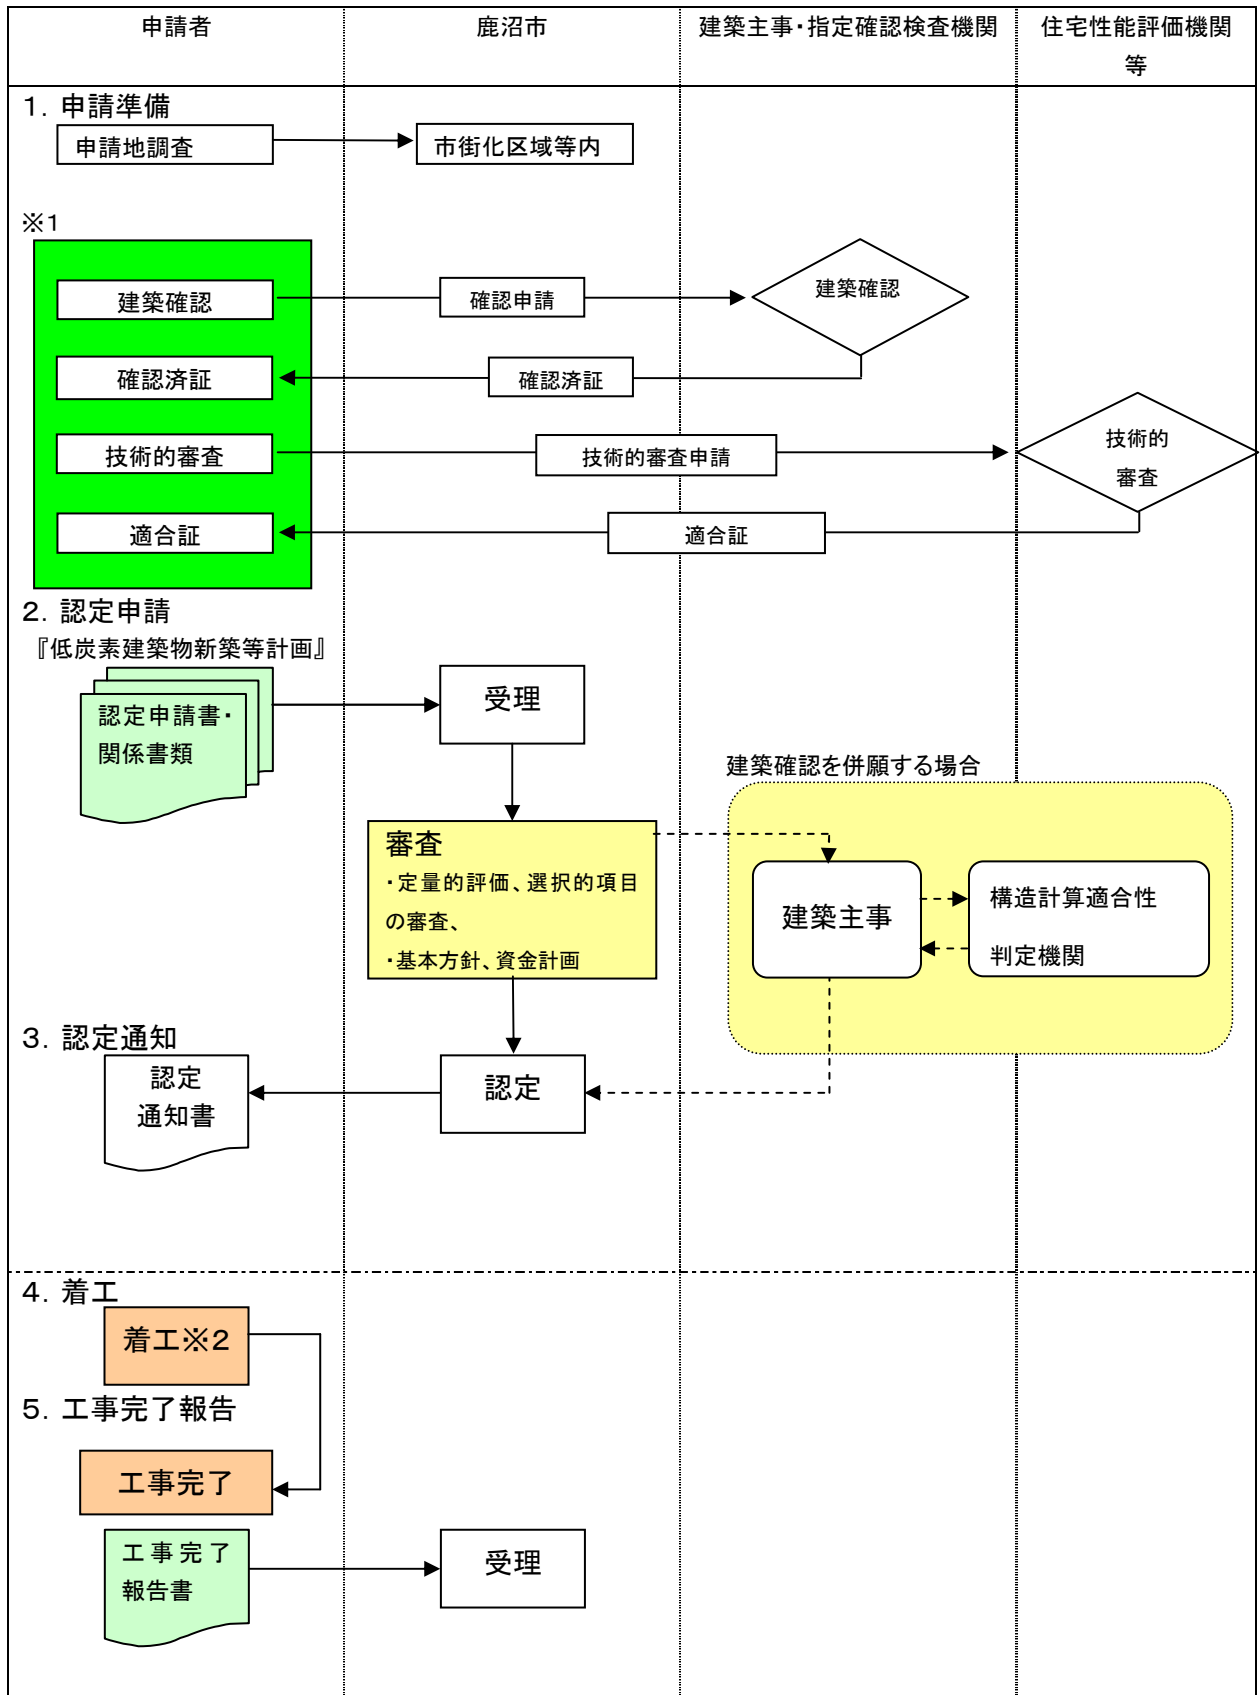 申請者
鹿沼市
建築主事・指定確認検査機関
住宅性能評価機関
等
1．申請準備
申請地調査
市街化区域等内
※1
建築確認
確認申請
建築確認
確認済証
確認済証
技術的審査
技術的審査申請
技術的
審査
適合証
適合証
2．認定申請
『低炭素建築物新築等計画』
認定申請書・
関係書類
受理
建築確認を併願する場合
審査
・定量的評価、選択的項目
の審査、
・基本方針、資金計画
建築主事
構造計算適合性
判定機関
3．認定通知
認定
通知書
認定
4．着工
着工※2
5．工事完了報告
工事完了
工事完了
報告書
受理